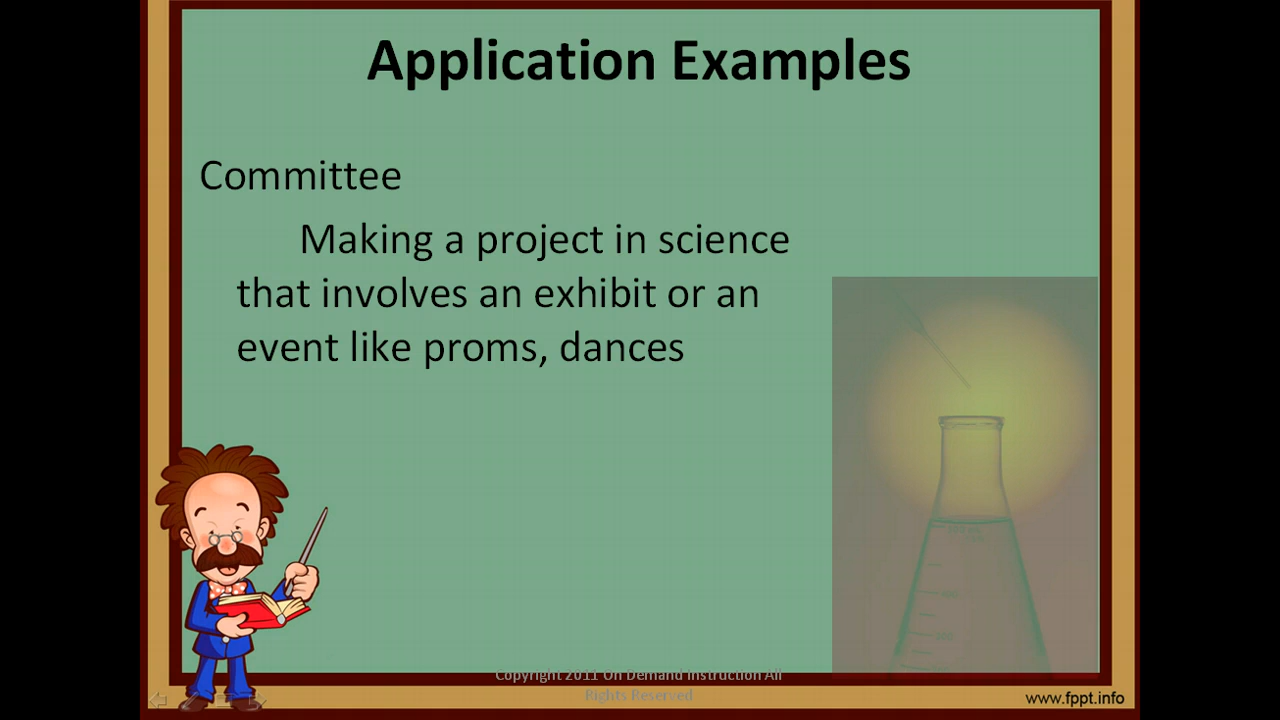 Application Examples
Committee
Making a project in science
that involves an exhibit or an
event like proms, dances
Copyright 2011 On Demand Instruction All
Rights Reserved
www.fppt.info